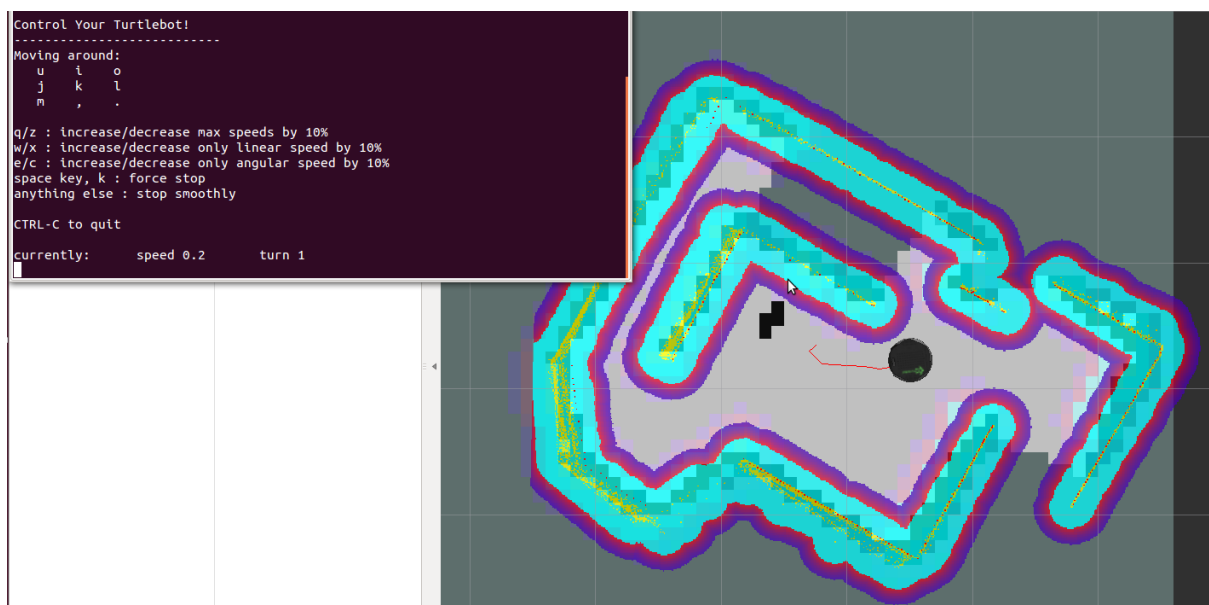 Control Your Turtlebot!
---------------------------
Moving around:
u i o
j k l
m , .
q/z : increase/decrease max speeds by 10%
w/x : increase/decrease only linear speed by 10%
e/c : increase/decrease only angular speed by 10%
space key, k : force stop
anything else : stop smoothly
CTRL-C to quit
currently: speed 0.2 turn 1